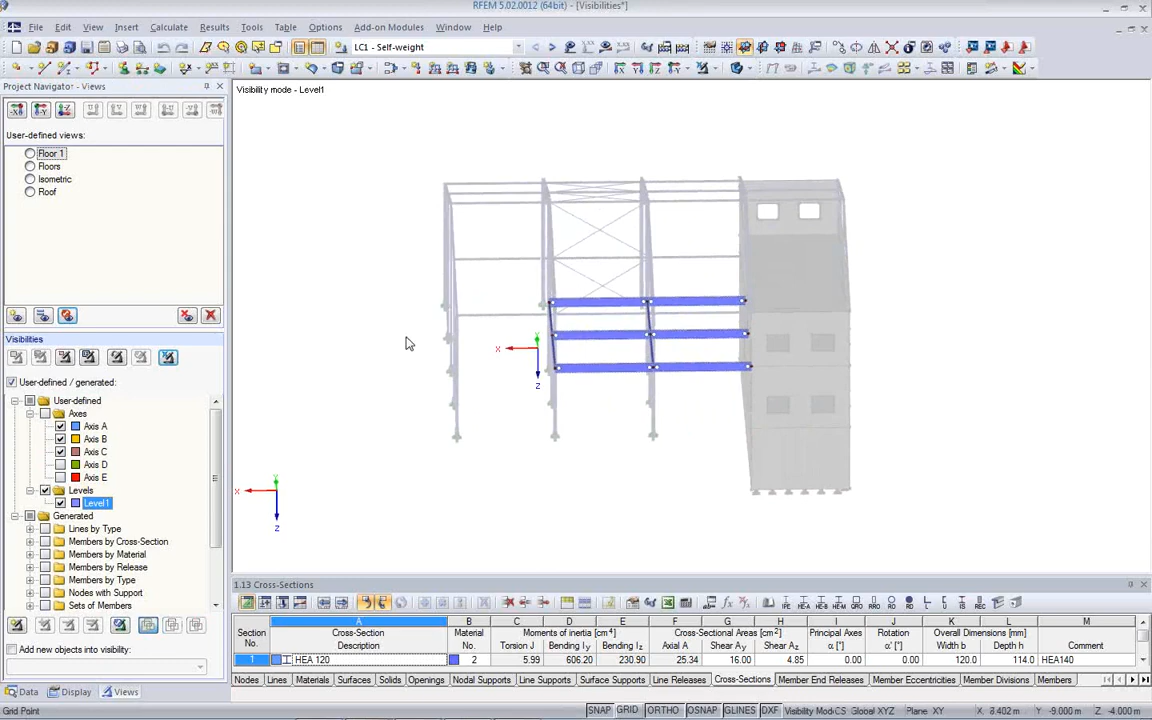 RFEM 5.02.0012 (64bit) - [Visibilities*]
File Edit View Insert Calculate Results Tools Table Options Add-on Modules Window Help
LC1 - Self-weight
Project Navigator - Views
Visibility mode - Level1
User-defined views:
Floor 1
Floors
Isometric
Roof
Visibilities
User-defined / generated:
User-defined
Axes
Axis A
Axis B
Axis C
Axis D
Axis E
Levels
Level1
Generated
Lines by Type
Members by Cross-Section
Members by Material
Members by Release
Members by Type
Nodes with Support
Sets of Members
Add new objects into visibility:
Data Display Views
X Y Z
X Y Z
1.13 Cross-Sections
A B C D E F G H I J K L M
Section No. Cross-Section Description Material No. Moments of inertia [cm4] Torsion J Bending Iy Bending Iz Cross-Sectional Areas [cm2] Axial A Shear Ay Shear Az Principal Axes α [°] Rotation α' [°] Overall Dimensions [mm] Width b Depth h Comment
1 HEA 120 2 5.99 606.20 230.90 25.34 16.00 4.85 0.00 0.00 120.0 114.0 HEA140
Nodes Lines Materials Surfaces Solids Openings Nodal Supports Line Supports Surface Supports Line Releases Cross-Sections Member End Releases Member Eccentricities Member Divisions Members
Grid Point SNAP GRID ORTHO OSNAP GLINES DXF Visibility Mod CS Global XYZ Plane XY X: 8.402 m Y: -9.000 m Z: -4.000 m